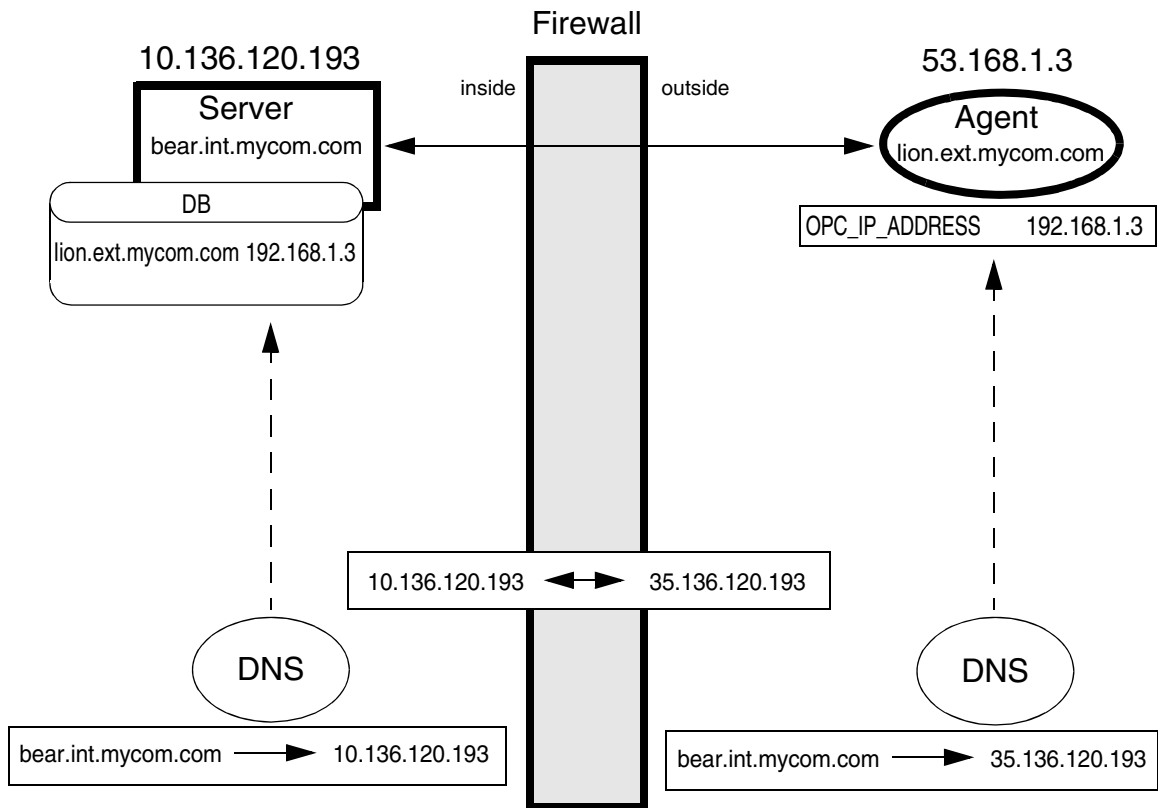 Firewall
10.136.120.193
53.168.1.3
inside
outside
Server
bear.int.mycom.com
Agent
lion.ext.mycom.com
DB
lion.ext.mycom.com 192.168.1.3
OPC_IP_ADDRESS 192.168.1.3
10.136.120.193 35.136.120.193
DNS
DNS
bear.int.mycom.com 10.136.120.193
bear.int.mycom.com 35.136.120.193